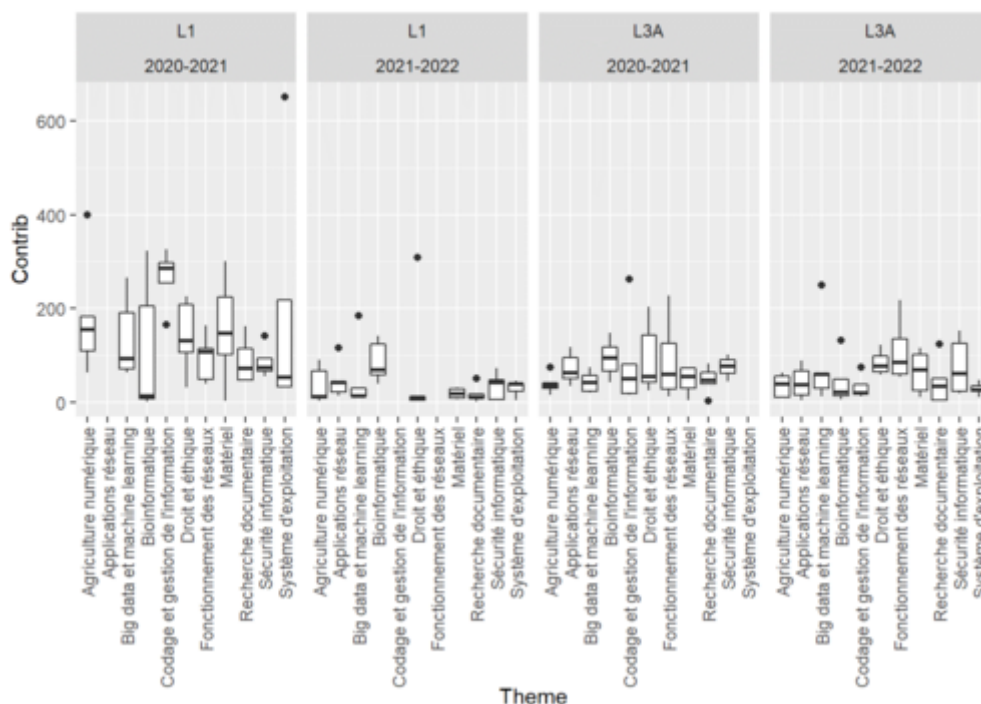 L1
L1
L3A
L3A
2020-2021
2021-2022
2020-2021
2021-2022
Contrib
600
400
200
0
Agriculture numérique
Applications réseau
Big data et machine learning
Bioinformatique
Codage et gestion de l'information
Droit et éthique
Fonctionnement des réseaux
Matériel
Recherche documentaire
Sécurité informatique
Système d'exploitation
Agriculture numérique
Applications réseau
Big data et machine learning
Bioinformatique
Codage et gestion de l'information
Droit et éthique
Fonctionnement des réseaux
Matériel
Recherche documentaire
Sécurité informatique
Système d'exploitation
Agriculture numérique
Applications réseau
Big data et machine learning
Bioinformatique
Codage et gestion de l'information
Droit et éthique
Fonctionnement des réseaux
Matériel
Recherche documentaire
Sécurité informatique
Système d'exploitation
Agriculture numérique
Applications réseau
Big data et machine learning
Bioinformatique
Codage et gestion de l'information
Droit et éthique
Fonctionnement des réseaux
Matériel
Recherche documentaire
Sécurité informatique
Système d'exploitation
Theme